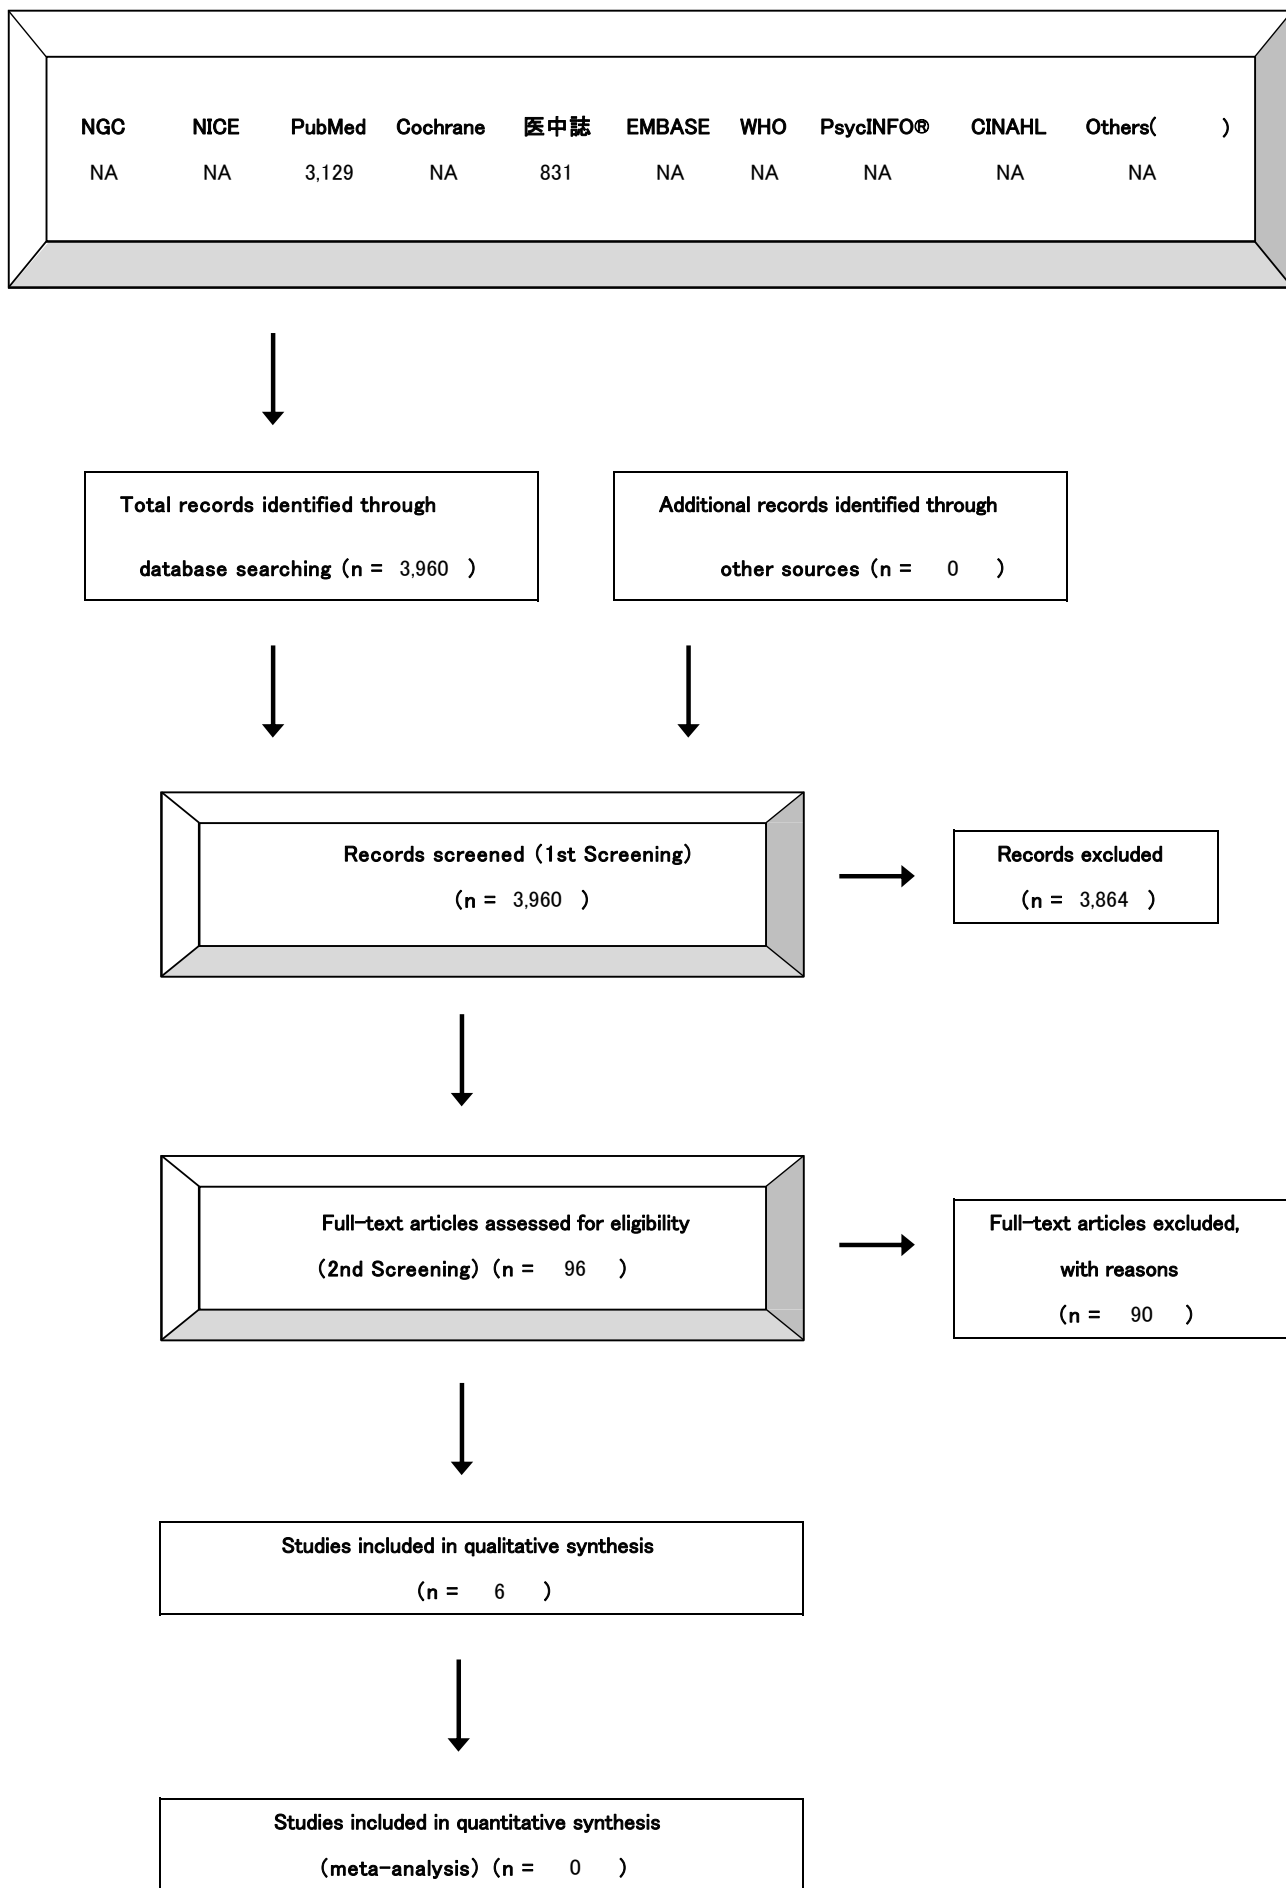 NGC NICE PubMed Cochrane 医中誌 EMBASE WHO PsycINFO® CINAHL Others( )
NA NA 3,129 NA 831 NA NA NA NA NA
Total records identified through
database searching (n = 3,960 )
Additional records identified through
other sources (n = 0 )
Records screened (1st Screening)
(n = 3,960 )
Records excluded
(n = 3,864 )
Full-text articles assessed for eligibility
(2nd Screening) (n = 96 )
Full-text articles excluded,
with reasons
(n = 90 )
Studies included in qualitative synthesis
(n = 6 )
Studies included in quantitative synthesis
(meta-analysis) (n = 0 )